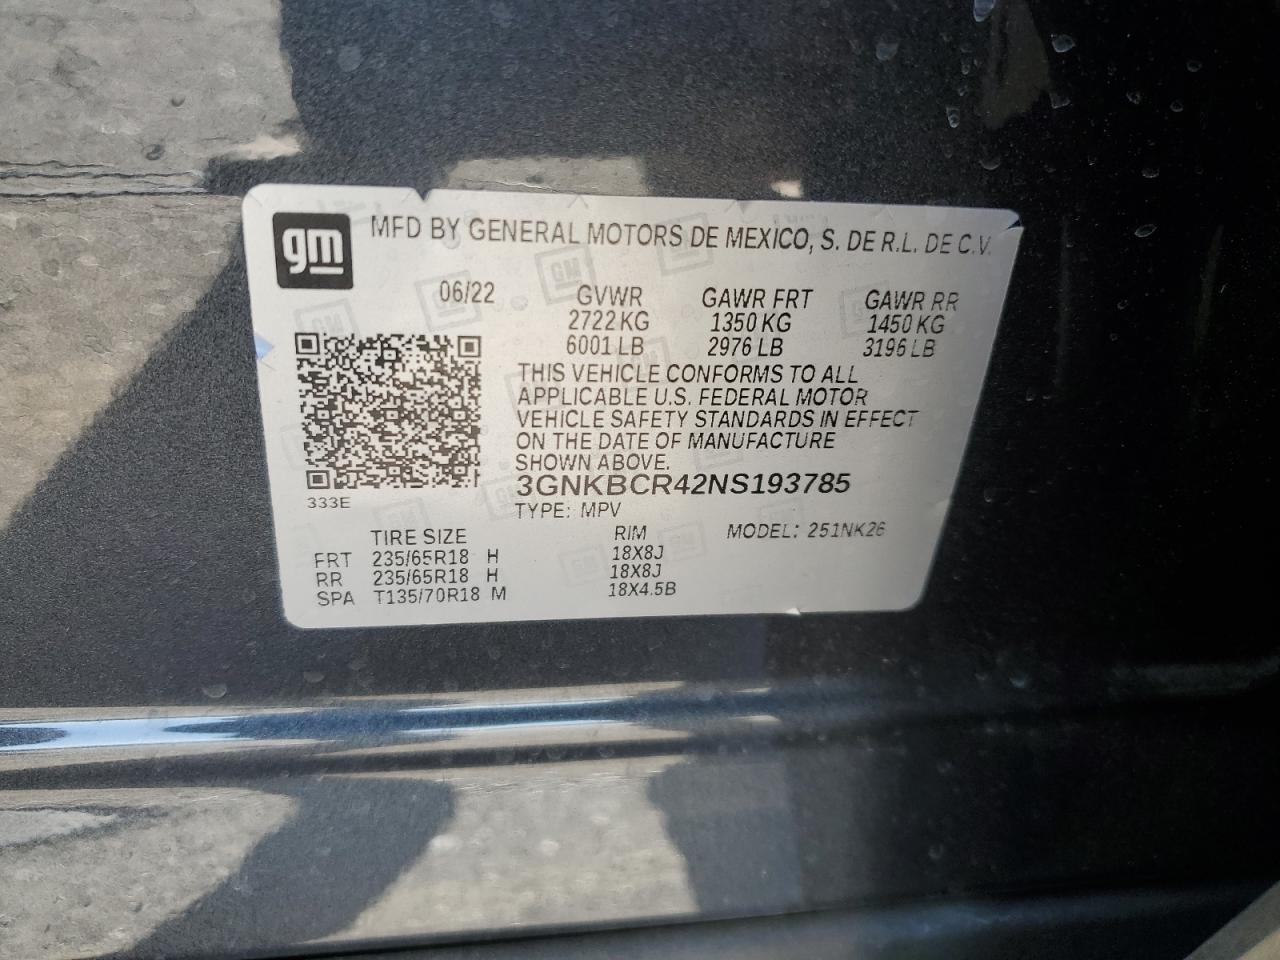 gm
MFD BY GENERAL MOTORS DE MEXICO, S. DE R.L. DE C.V.
06/22 GVWR GAWR FRT GAWR RR
2722 KG 1350 KG 1450 KG
6001 LB 2976 LB 3196 LB
THIS VEHICLE CONFORMS TO ALL
APPLICABLE U.S. FEDERAL MOTOR
VEHICLE SAFETY STANDARDS IN EFFECT
ON THE DATE OF MANUFACTURE
SHOWN ABOVE.
3GNKBCR42NS193785
333E
TYPE: MPV
TIRE SIZE RIM MODEL: 251NK26
FRT 235/65R18 H 18X8J
RR 235/65R18 H 18X8J
SPA T135/70R18 M 18X4.5B